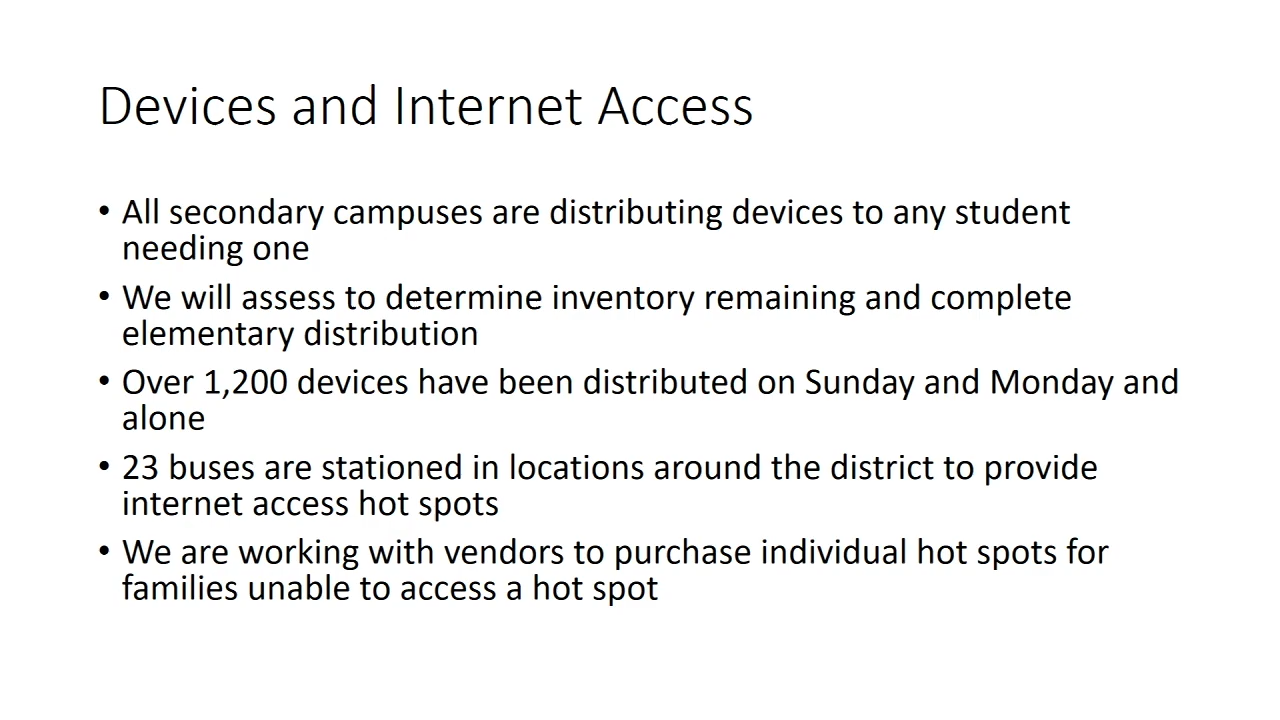 Devices and Internet Access
• All secondary campuses are distributing devices to any student
needing one
• We will assess to determine inventory remaining and complete
elementary distribution
• Over 1,200 devices have been distributed on Sunday and Monday and
alone
• 23 buses are stationed in locations around the district to provide
internet access hot spots
• We are working with vendors to purchase individual hot spots for
families unable to access a hot spot